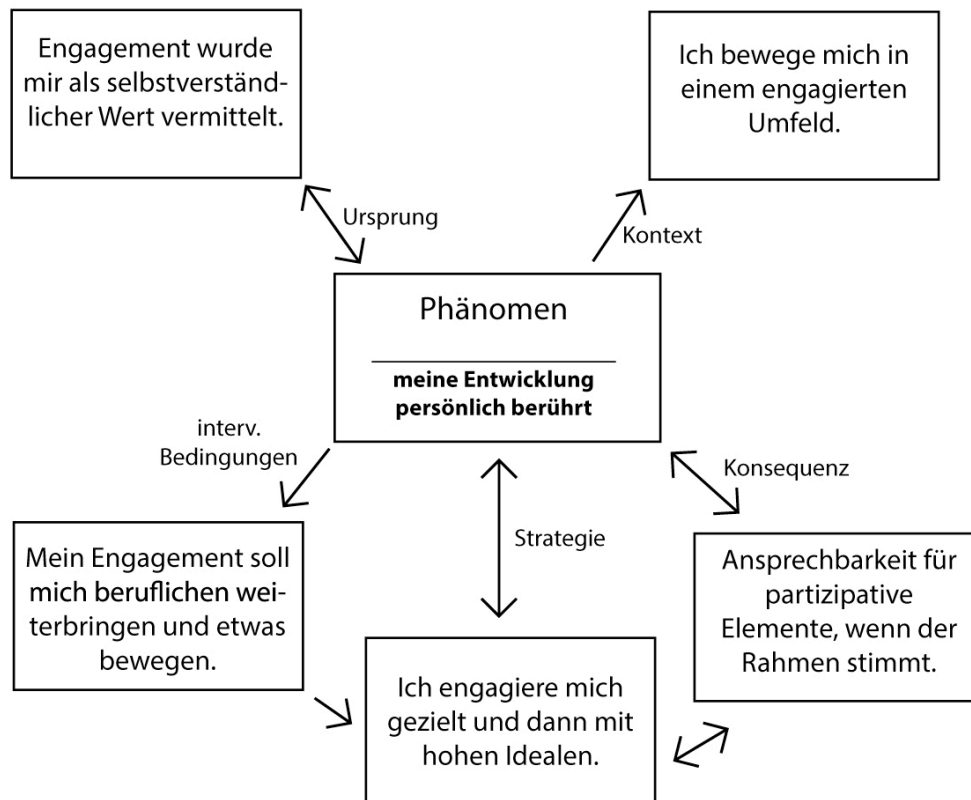 Engagement wurde
mir als selbstverständ-
licher Wert vermittelt.
Ich bewege mich in
einem engagierten
Umfeld.
Ursprung
Kontext
Phänomen
meine Entwicklung
persönlich berührt
interv.
Bedingungen
Konsequenz
Strategie
Mein Engagement soll
mich beruflichen wei-
terbringen und etwas
bewegen.
Ansprechbarkeit für
partizipative
Elemente, wenn der
Rahmen stimmt.
Ich engagiere mich
gezielt und dann mit
hohen Idealen.